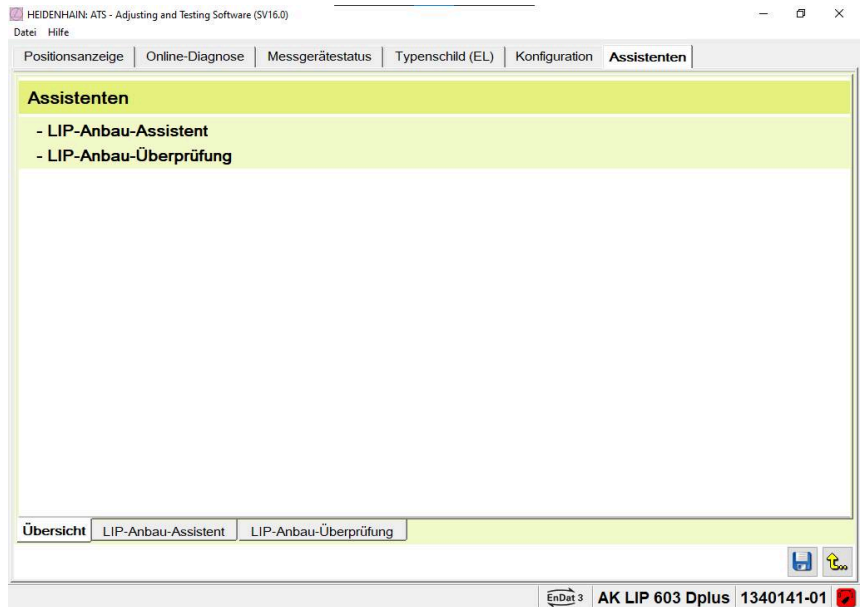 HEIDENHAIN: ATS - Adjusting and Testing Software (SV16.0)
Datei Hilfe
Positionsanzeige Online-Diagnose Messgerätestatus Typenschild (EL) Konfiguration Assistenten
Assistenten
- LIP-Anbau-Assistent
- LIP-Anbau-Überprüfung
Übersicht LIP-Anbau-Assistent LIP-Anbau-Überprüfung
EnDat 3 AK LIP 603 Dplus 1340141-01